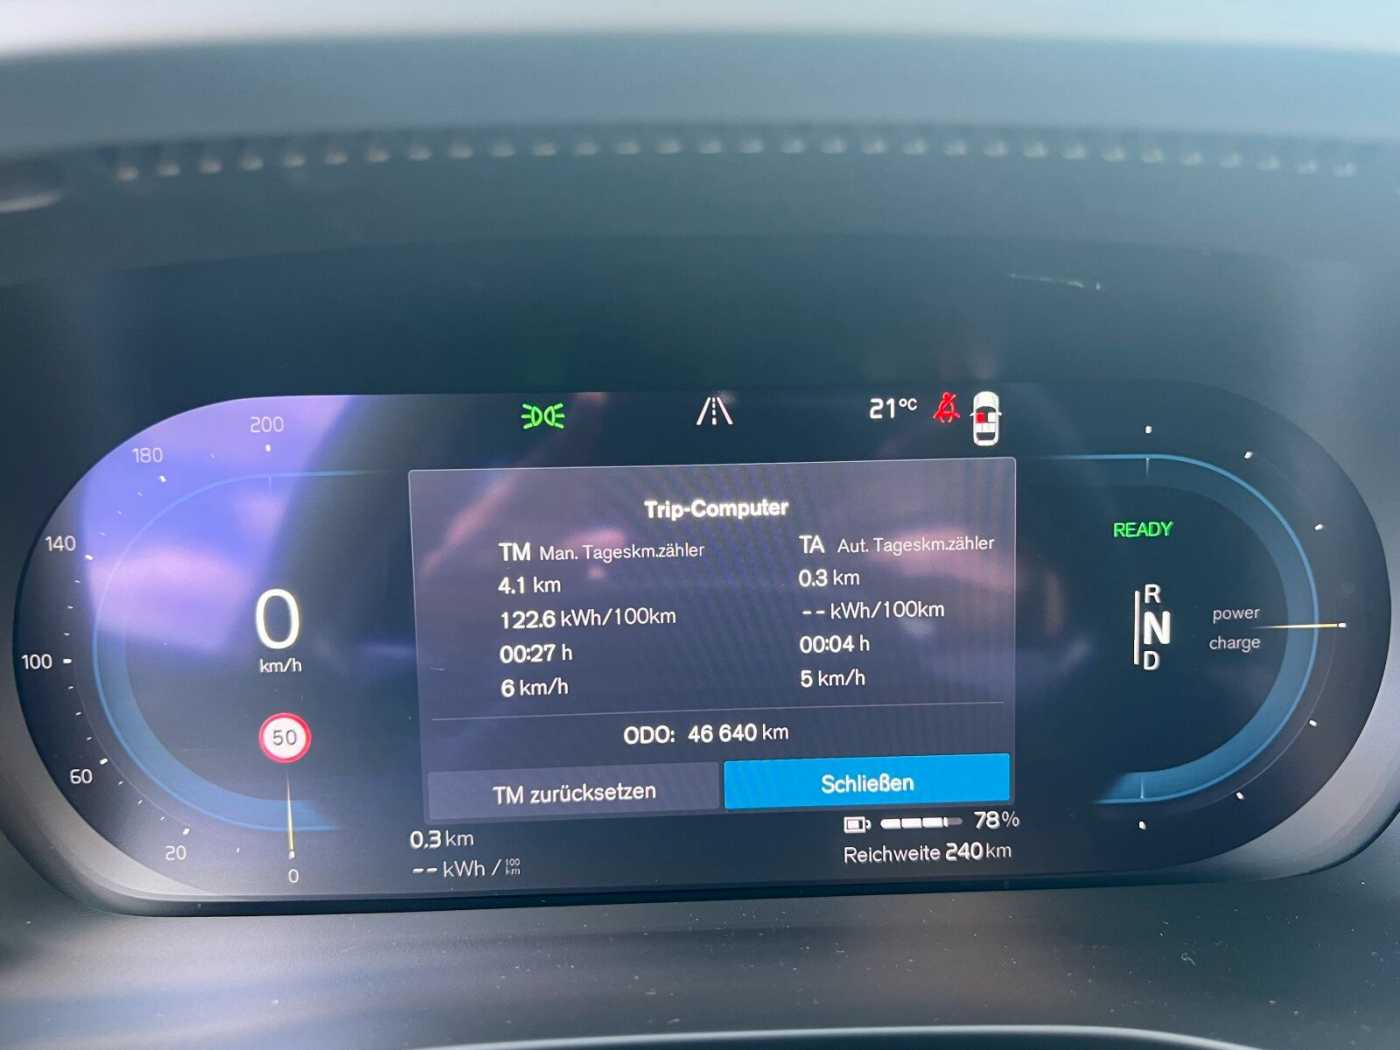 200
180
140
100
60
20
0
0
km/h
50
21°C
Trip-Computer
TM Man. Tageskm.zähler
4.1 km
122.6 kWh/100km
00:27 h
6 km/h
TA Aut. Tageskm.zähler
0.3 km
-- kWh/100km
00:04 h
5 km/h
ODO: 46 640 km
TM zurücksetzen
Schließen
0.3 km
-- kWh / 100 km
78%
Reichweite 240 km
READY
R
N
D
power
charge